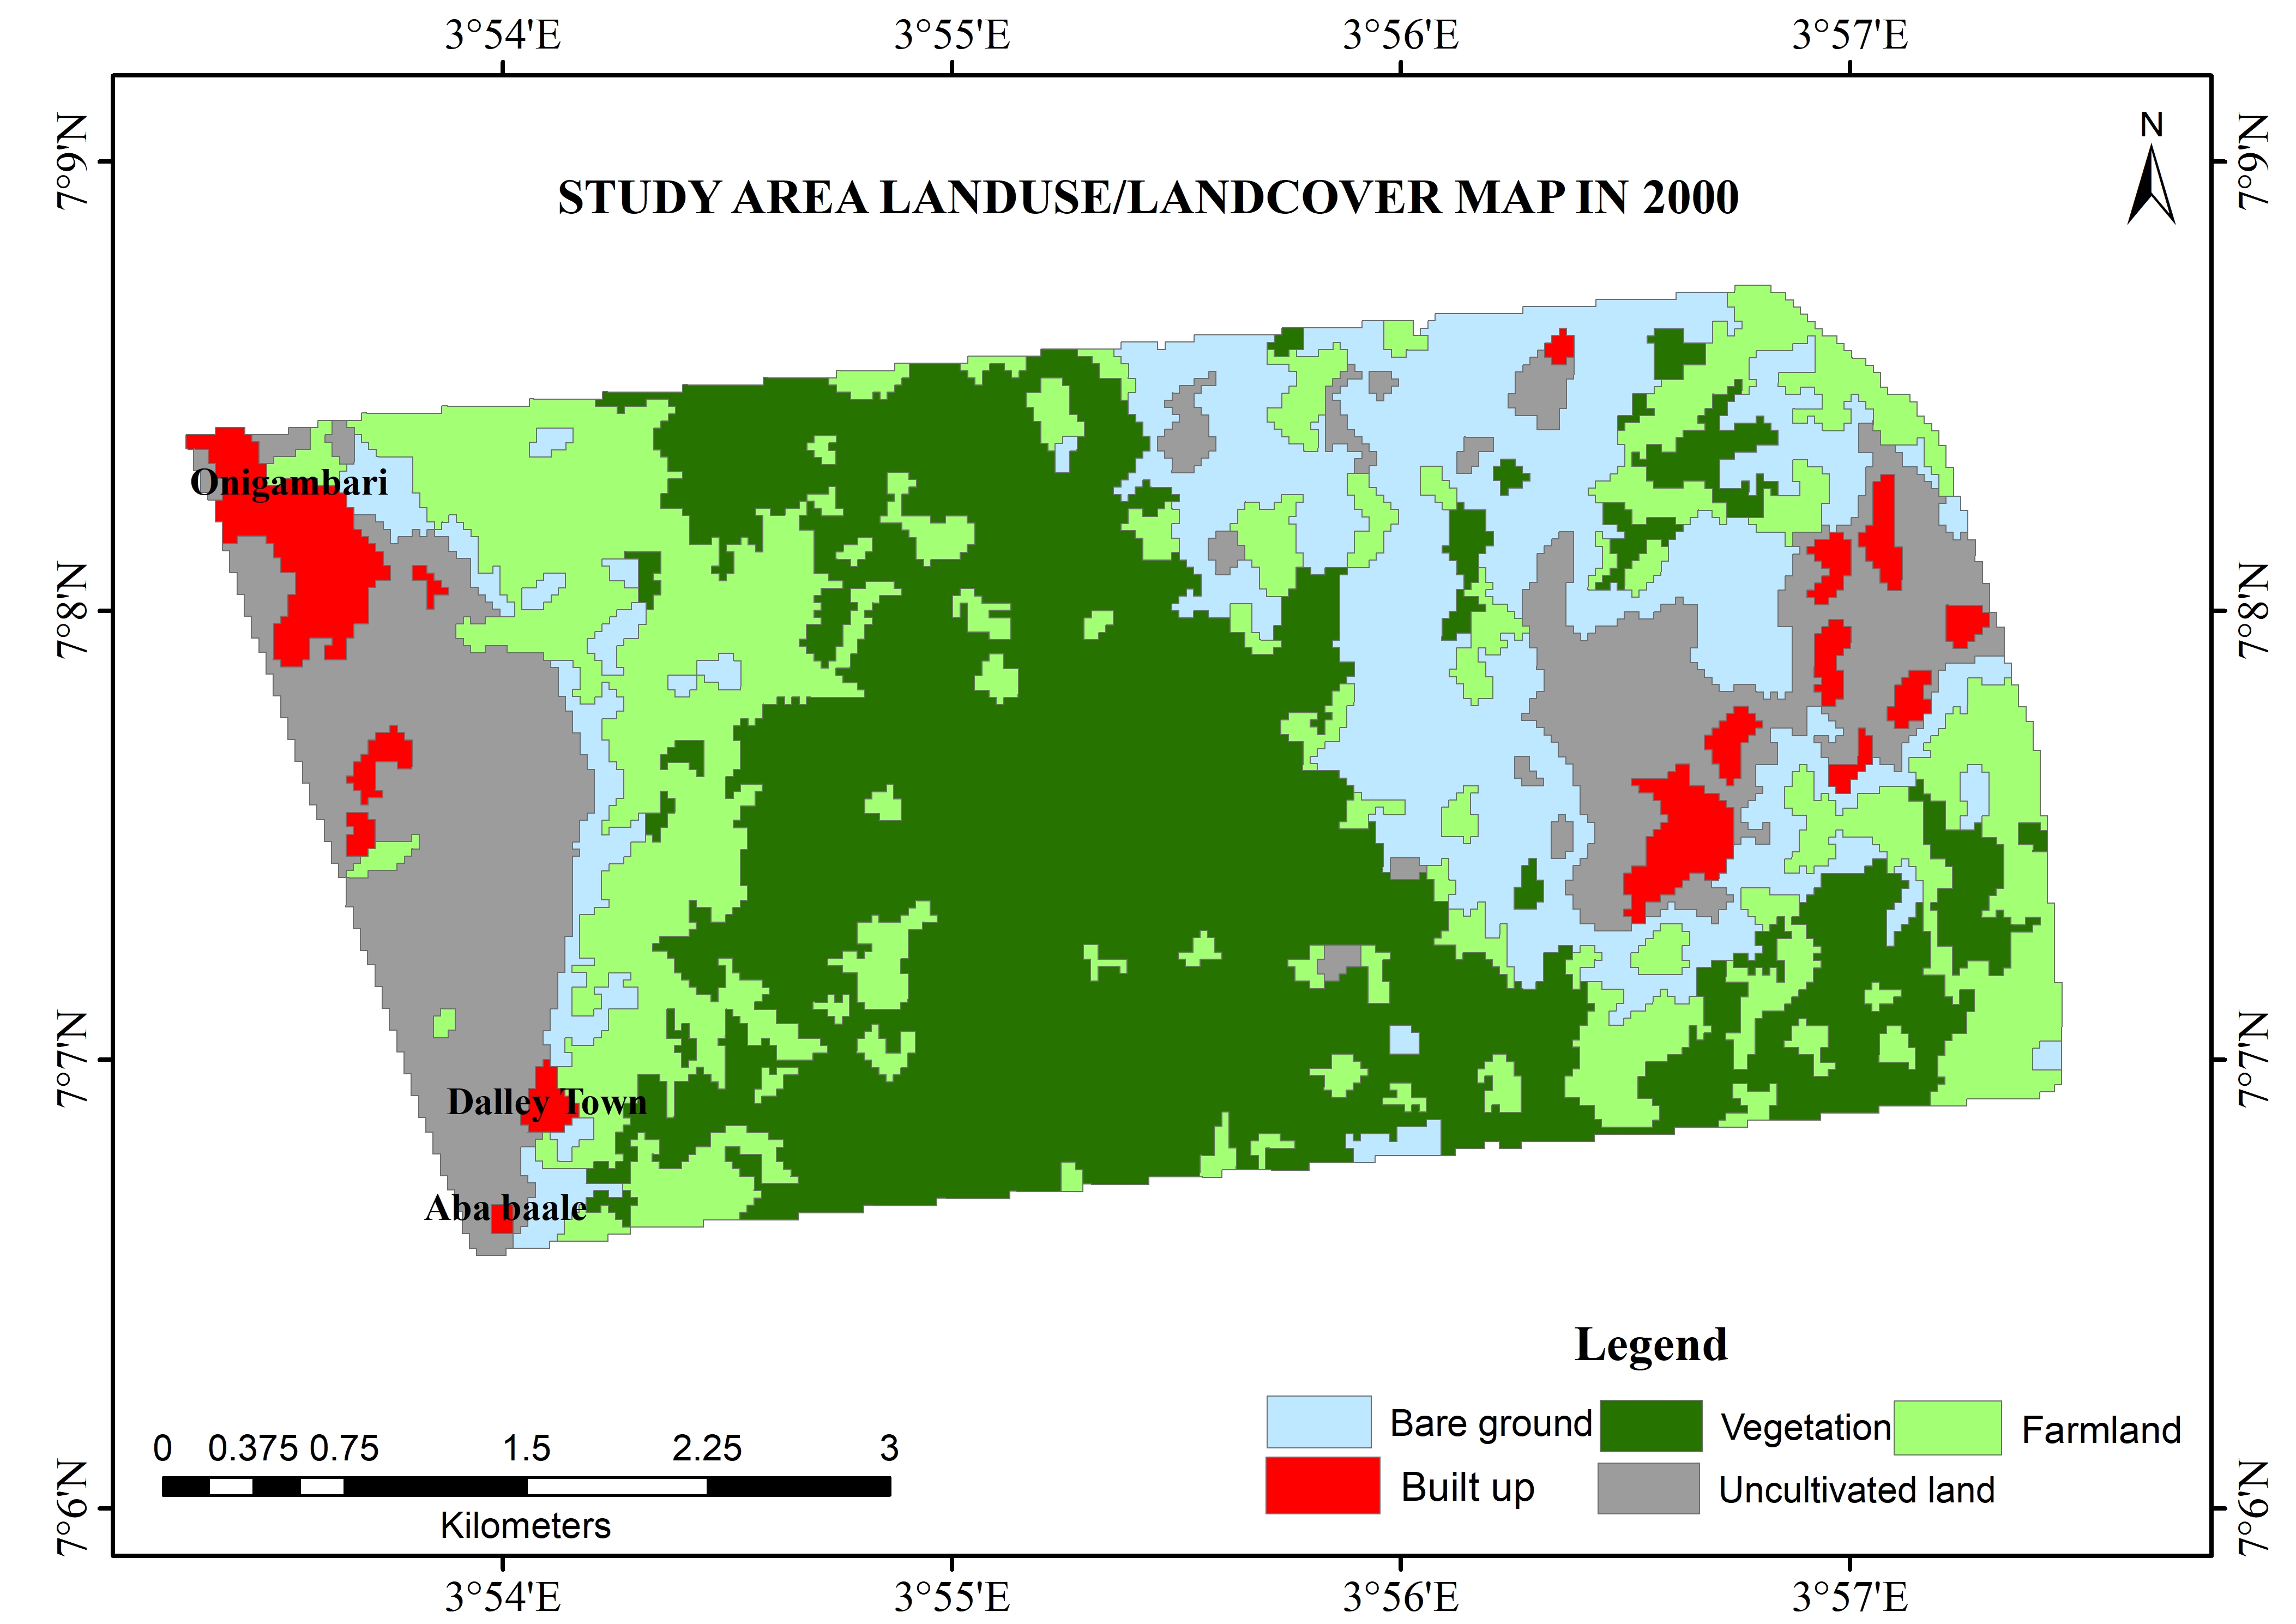 3°54'E 3°55'E 3°56'E 3°57'E
7°9'N 7°9'N
N
STUDY AREA LANDUSE/LANDCOVER MAP IN 2000
Onigambari
7°8'N 7°8'N
7°7'N 7°7'N
Dalley Town
Aba baale
Legend
Bare ground Vegetation Farmland
Built up Uncultivated land
0 0.375 0.75 1.5 2.25 3
Kilometers
7°6'N 7°6'N
3°54'E 3°55'E 3°56'E 3°57'E